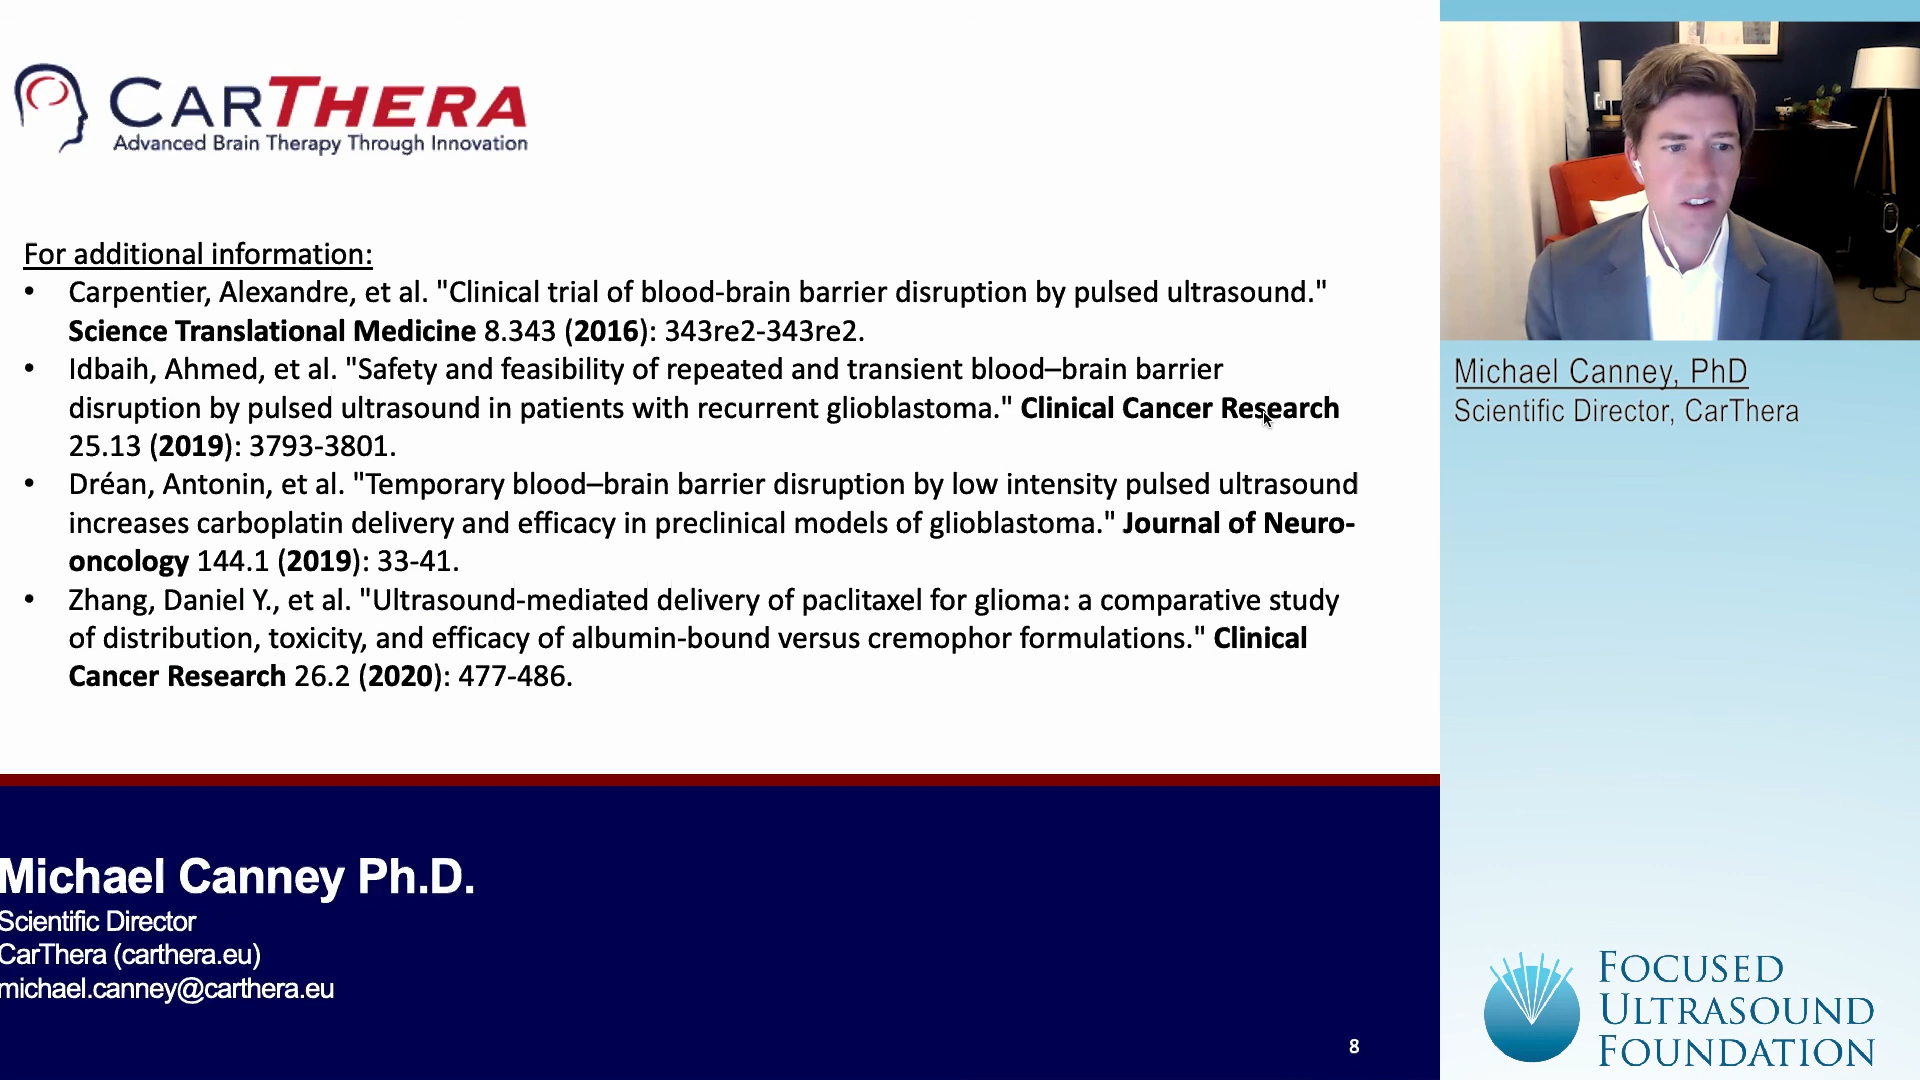 CARTHERA
Advanced Brain Therapy Through Innovation
For additional information:
• Carpentier, Alexandre, et al. "Clinical trial of blood-brain barrier disruption by pulsed ultrasound."
Science Translational Medicine 8.343 (2016): 343re2-343re2.
• Idbaih, Ahmed, et al. "Safety and feasibility of repeated and transient blood–brain barrier
disruption by pulsed ultrasound in patients with recurrent glioblastoma." Clinical Cancer Research
25.13 (2019): 3793-3801.
• Dréan, Antonin, et al. "Temporary blood–brain barrier disruption by low intensity pulsed ultrasound
increases carboplatin delivery and efficacy in preclinical models of glioblastoma." Journal of Neuro-
oncology 144.1 (2019): 33-41.
• Zhang, Daniel Y., et al. "Ultrasound-mediated delivery of paclitaxel for glioma: a comparative study
of distribution, toxicity, and efficacy of albumin-bound versus cremophor formulations." Clinical
Cancer Research 26.2 (2020): 477-486.
Michael Canney Ph.D.
Scientific Director
CarThera (carthera.eu)
michael.canney@carthera.eu
8
Michael Canney, PhD
Scientific Director, CarThera
FOCUSED
ULTRASOUND
FOUNDATION